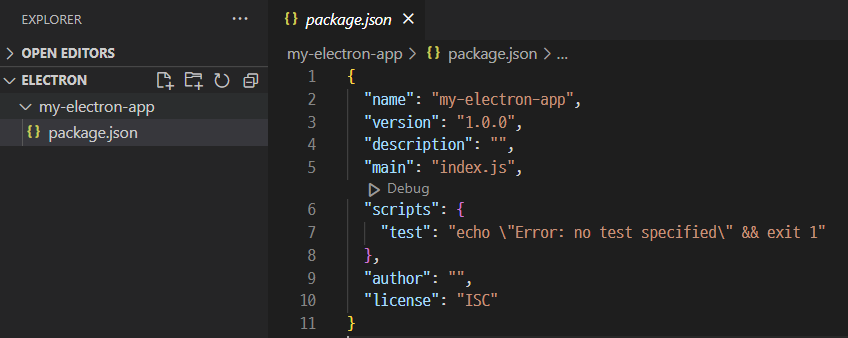 EXPLORER ...
OPEN EDITORS
ELECTRON
my-electron-app
{} package.json
{} package.json ×
my-electron-app > {} package.json > ...
1 {
2 "name": "my-electron-app",
3 "version": "1.0.0",
4 "description": "",
5 "main": "index.js",
Debug
6 "scripts": {
7 "test": "echo \"Error: no test specified\" && exit 1"
8 },
9 "author": "",
10 "license": "ISC"
11 }